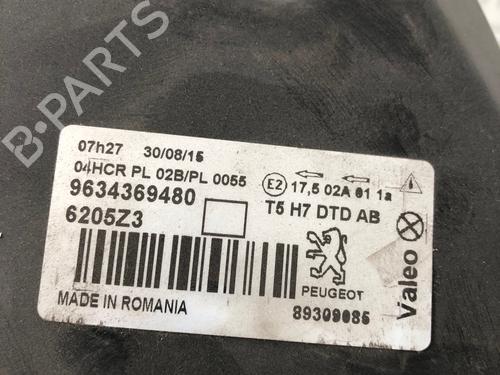 B-PARTS
07h27 30/08/15
04HCR PL 02B/PL 0055
E2 17,5 02A 61 1a
9634369480
T5 H7 DTD AB
6205Z3
PEUGEOT
Valeo
MADE IN ROMANIA
89309085